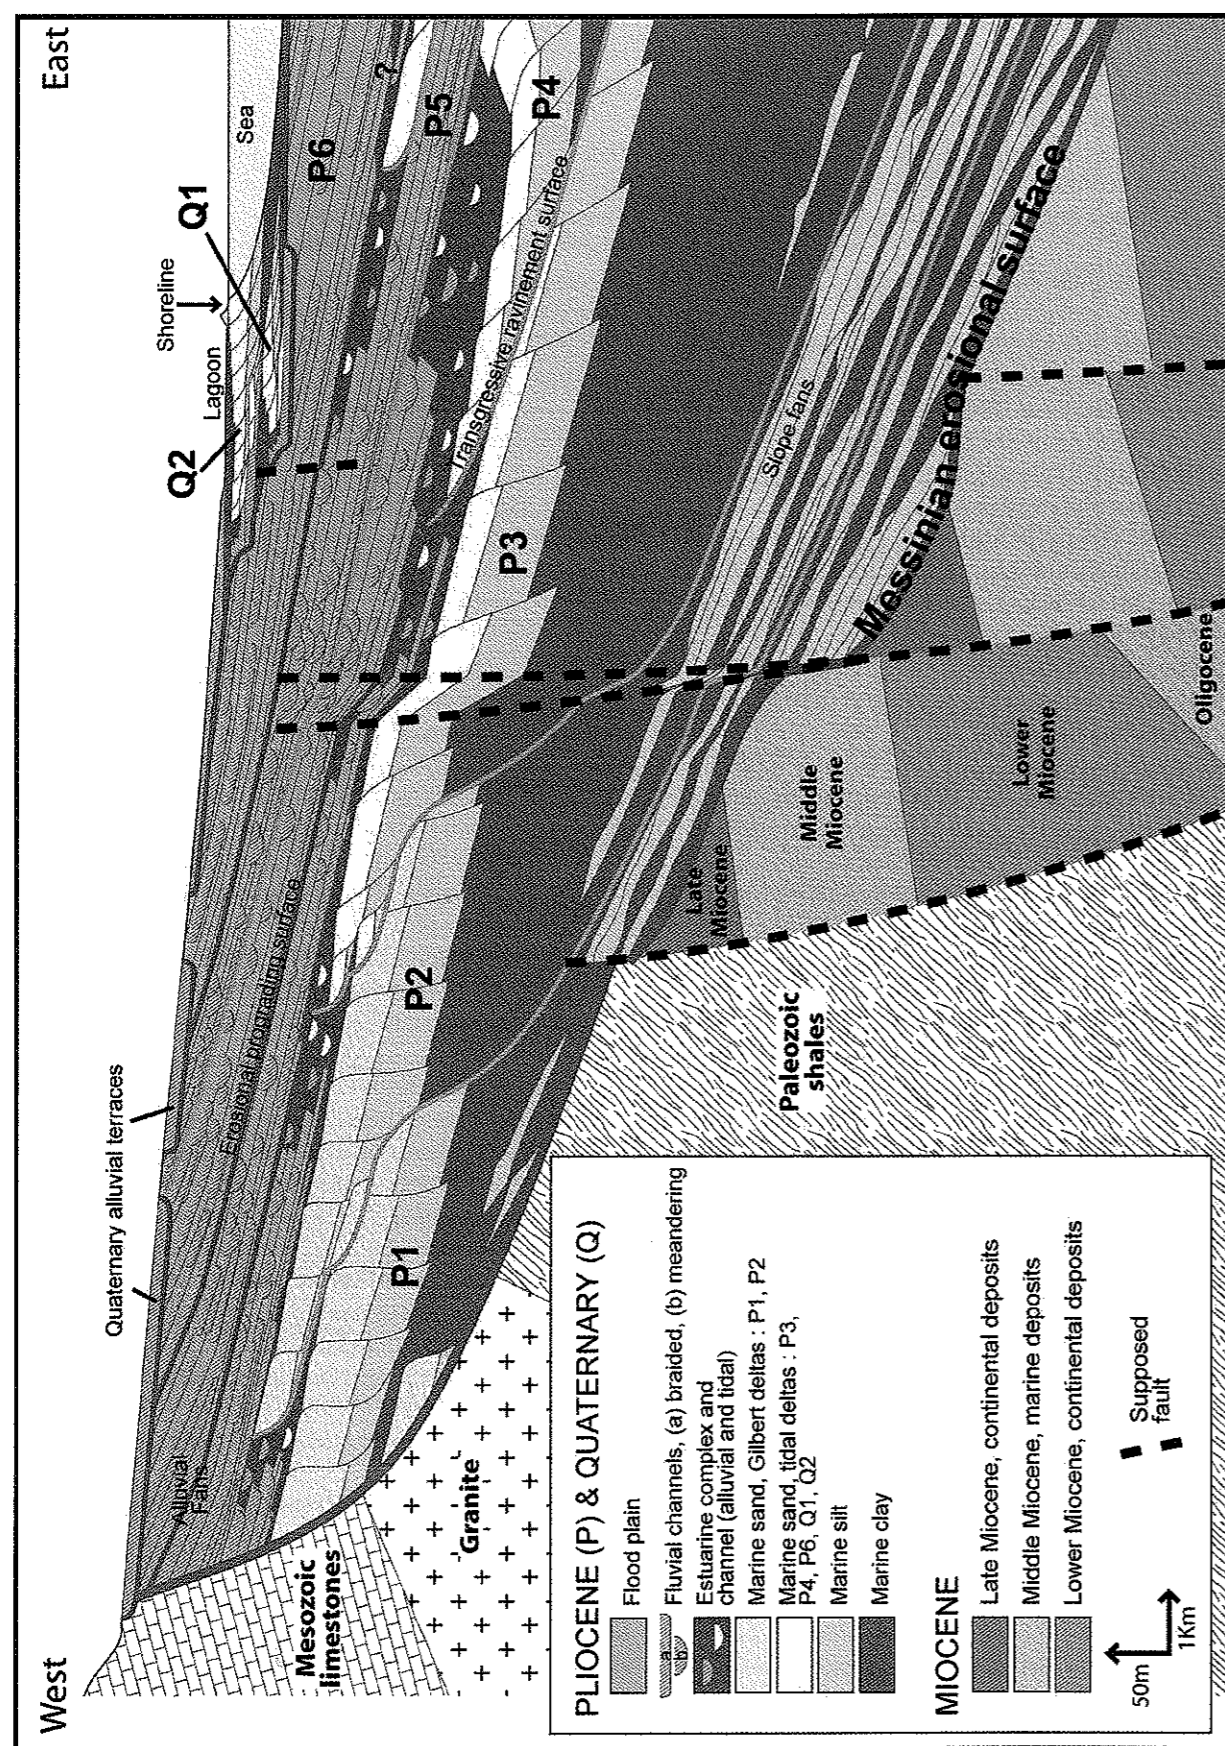 West
East
Sea
Shoreline
Lagoon
Q1
Q2
Quaternary alluvial terraces
P6
?
P5
P4
Alluvial
Fans
Erosional prograding surface
Transgressive ravinement surface
P3
P2
P1
Slope fans
Messinian erosional surface
Mesozoic
limestones
Granite
Paleozoic
shales
Late
Miocene
Middle
Miocene
Lower
Miocene
Oligocene
PLIOCENE (P) & QUATERNARY (Q)
Flood plain
a
b
Fluvial channels, (a) braided, (b) meandering
Estuarine complex and
channel (alluvial and tidal)
Marine sand, Gilbert deltas : P1, P2
Marine sand, tidal deltas : P3,
P4, P6, Q1, Q2
Marine silt
Marine clay
MIOCENE
Late Miocene, continental deposits
Middle Miocene, marine deposits
Lower Miocene, continental deposits
50m
1Km
Supposed
fault